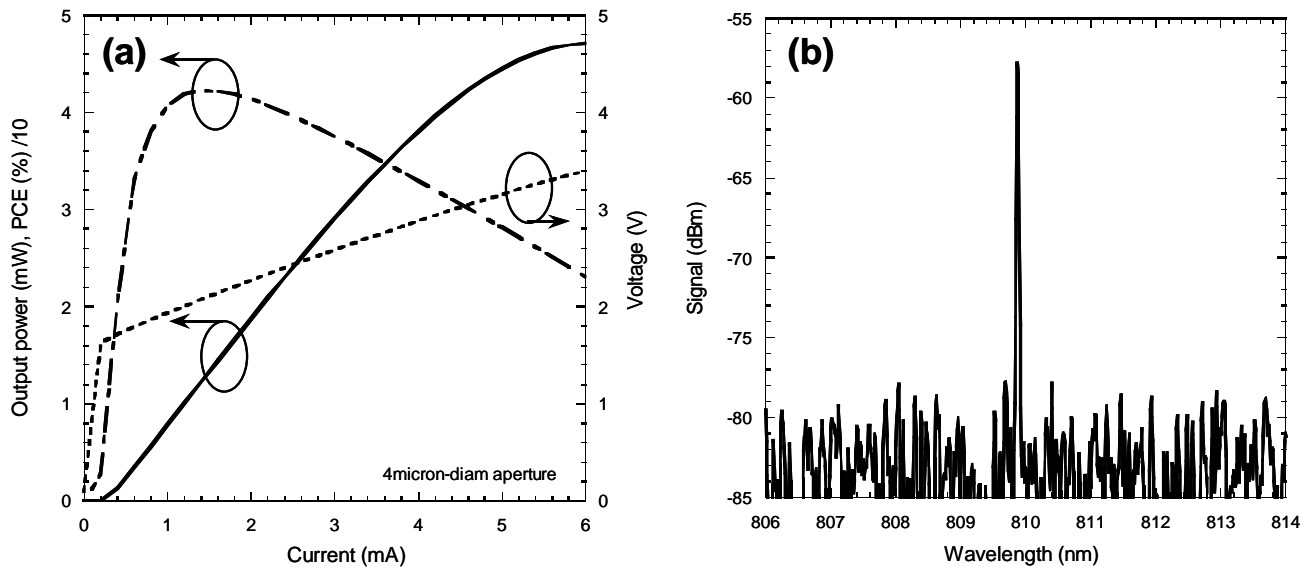 (a)
Output power (mW), PCE (%) /10
5
4
3
2
1
0
5
4
3
2
1
0
Voltage (V)
4micron-diam aperture
0 1 2 3 4 5 6
Current (mA)
(b)
Signal (dBm)
-55
-60
-65
-70
-75
-80
-85
806 807 808 809 810 811 812 813 814
Wavelength (nm)